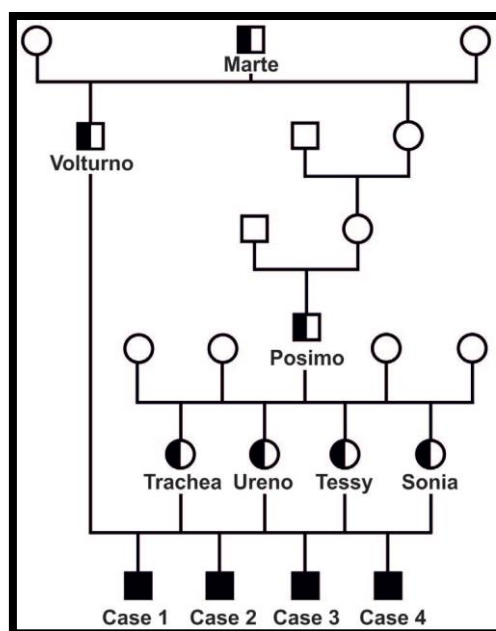 Marte
Volturno
Posimo
Trachea Ureno Tessy Sonia
Case 1 Case 2 Case 3 Case 4